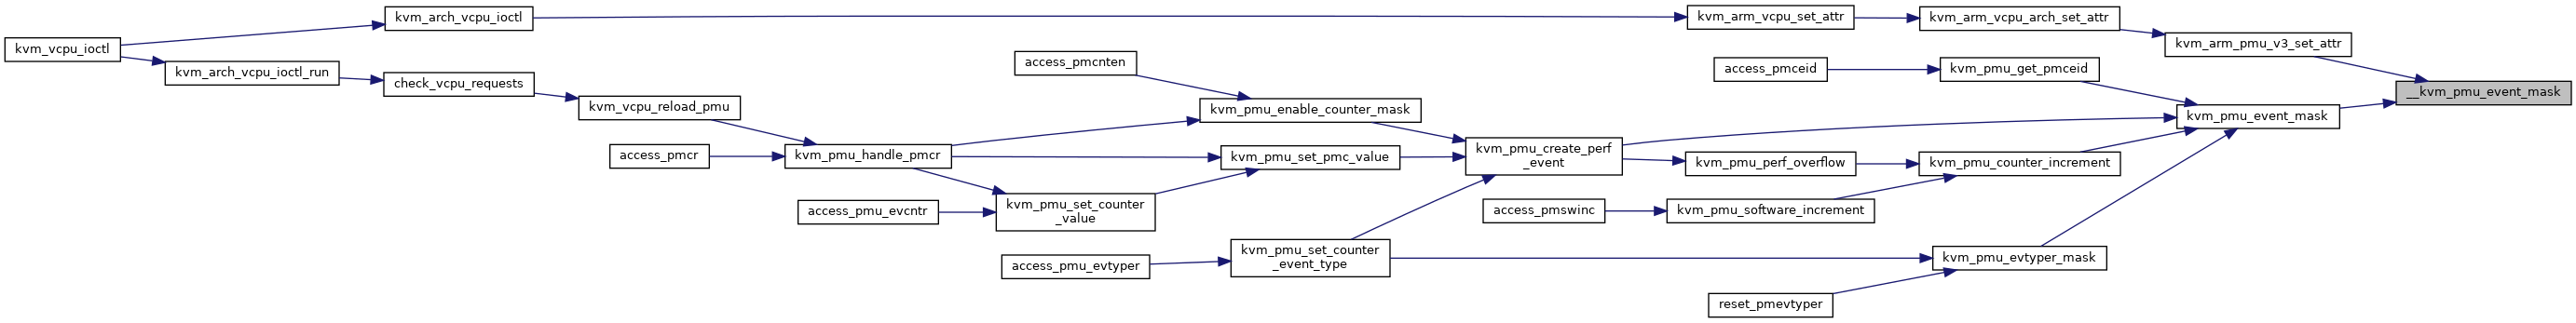 kvm_vcpu_ioctl
kvm_arch_vcpu_ioctl
kvm_arch_vcpu_ioctl_run
check_vcpu_requests
kvm_vcpu_reload_pmu
access_pmcr
kvm_pmu_handle_pmcr
access_pmu_evcntr
access_pmcnten
kvm_pmu_enable_counter_mask
kvm_pmu_set_pmc_value
kvm_pmu_set_counter
_value
access_pmu_evtyper
kvm_pmu_set_counter
_event_type
kvm_pmu_create_perf
_event
access_pmswinc
kvm_arm_vcpu_set_attr
access_pmceid
kvm_pmu_perf_overflow
kvm_pmu_software_increment
reset_pmevtyper
kvm_arm_vcpu_arch_set_attr
kvm_pmu_get_pmceid
kvm_pmu_counter_increment
kvm_pmu_evtyper_mask
kvm_arm_pmu_v3_set_attr
kvm_pmu_event_mask
__kvm_pmu_event_mask